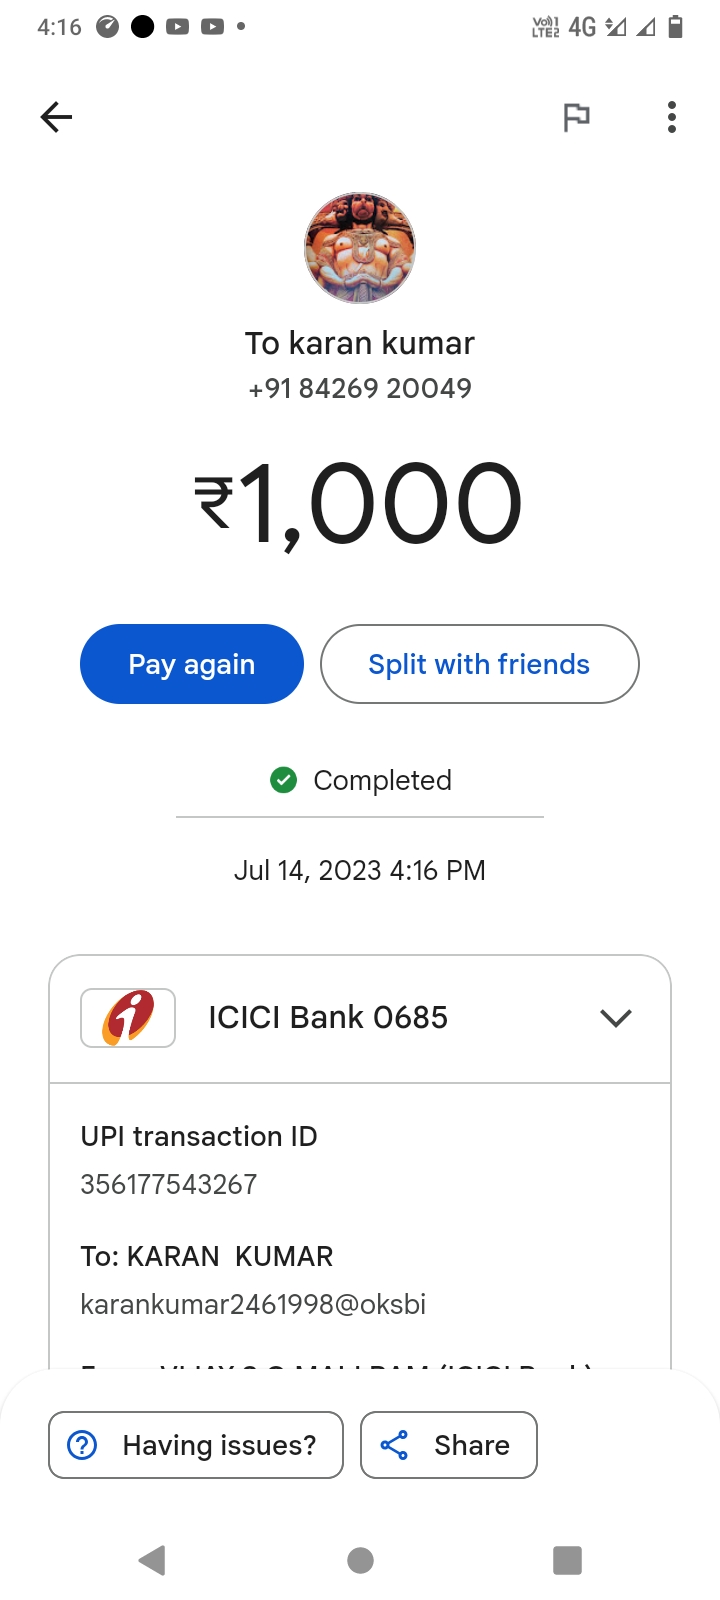 4:16
Vo)) 1
LTE2 4G
To karan kumar
+91 84269 20049
₹1,000
Pay again
Split with friends
Completed
Jul 14, 2023 4:16 PM
ICICI Bank 0685
UPI transaction ID
356177543267
To: KARAN  KUMAR
karankumar2461998@oksbi
Having issues?
Share